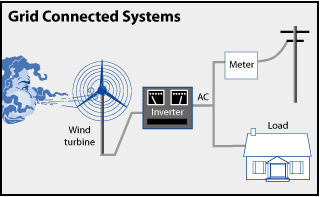 Grid Connected Systems
Meter
AC
Inverter
Wind
turbine
Load